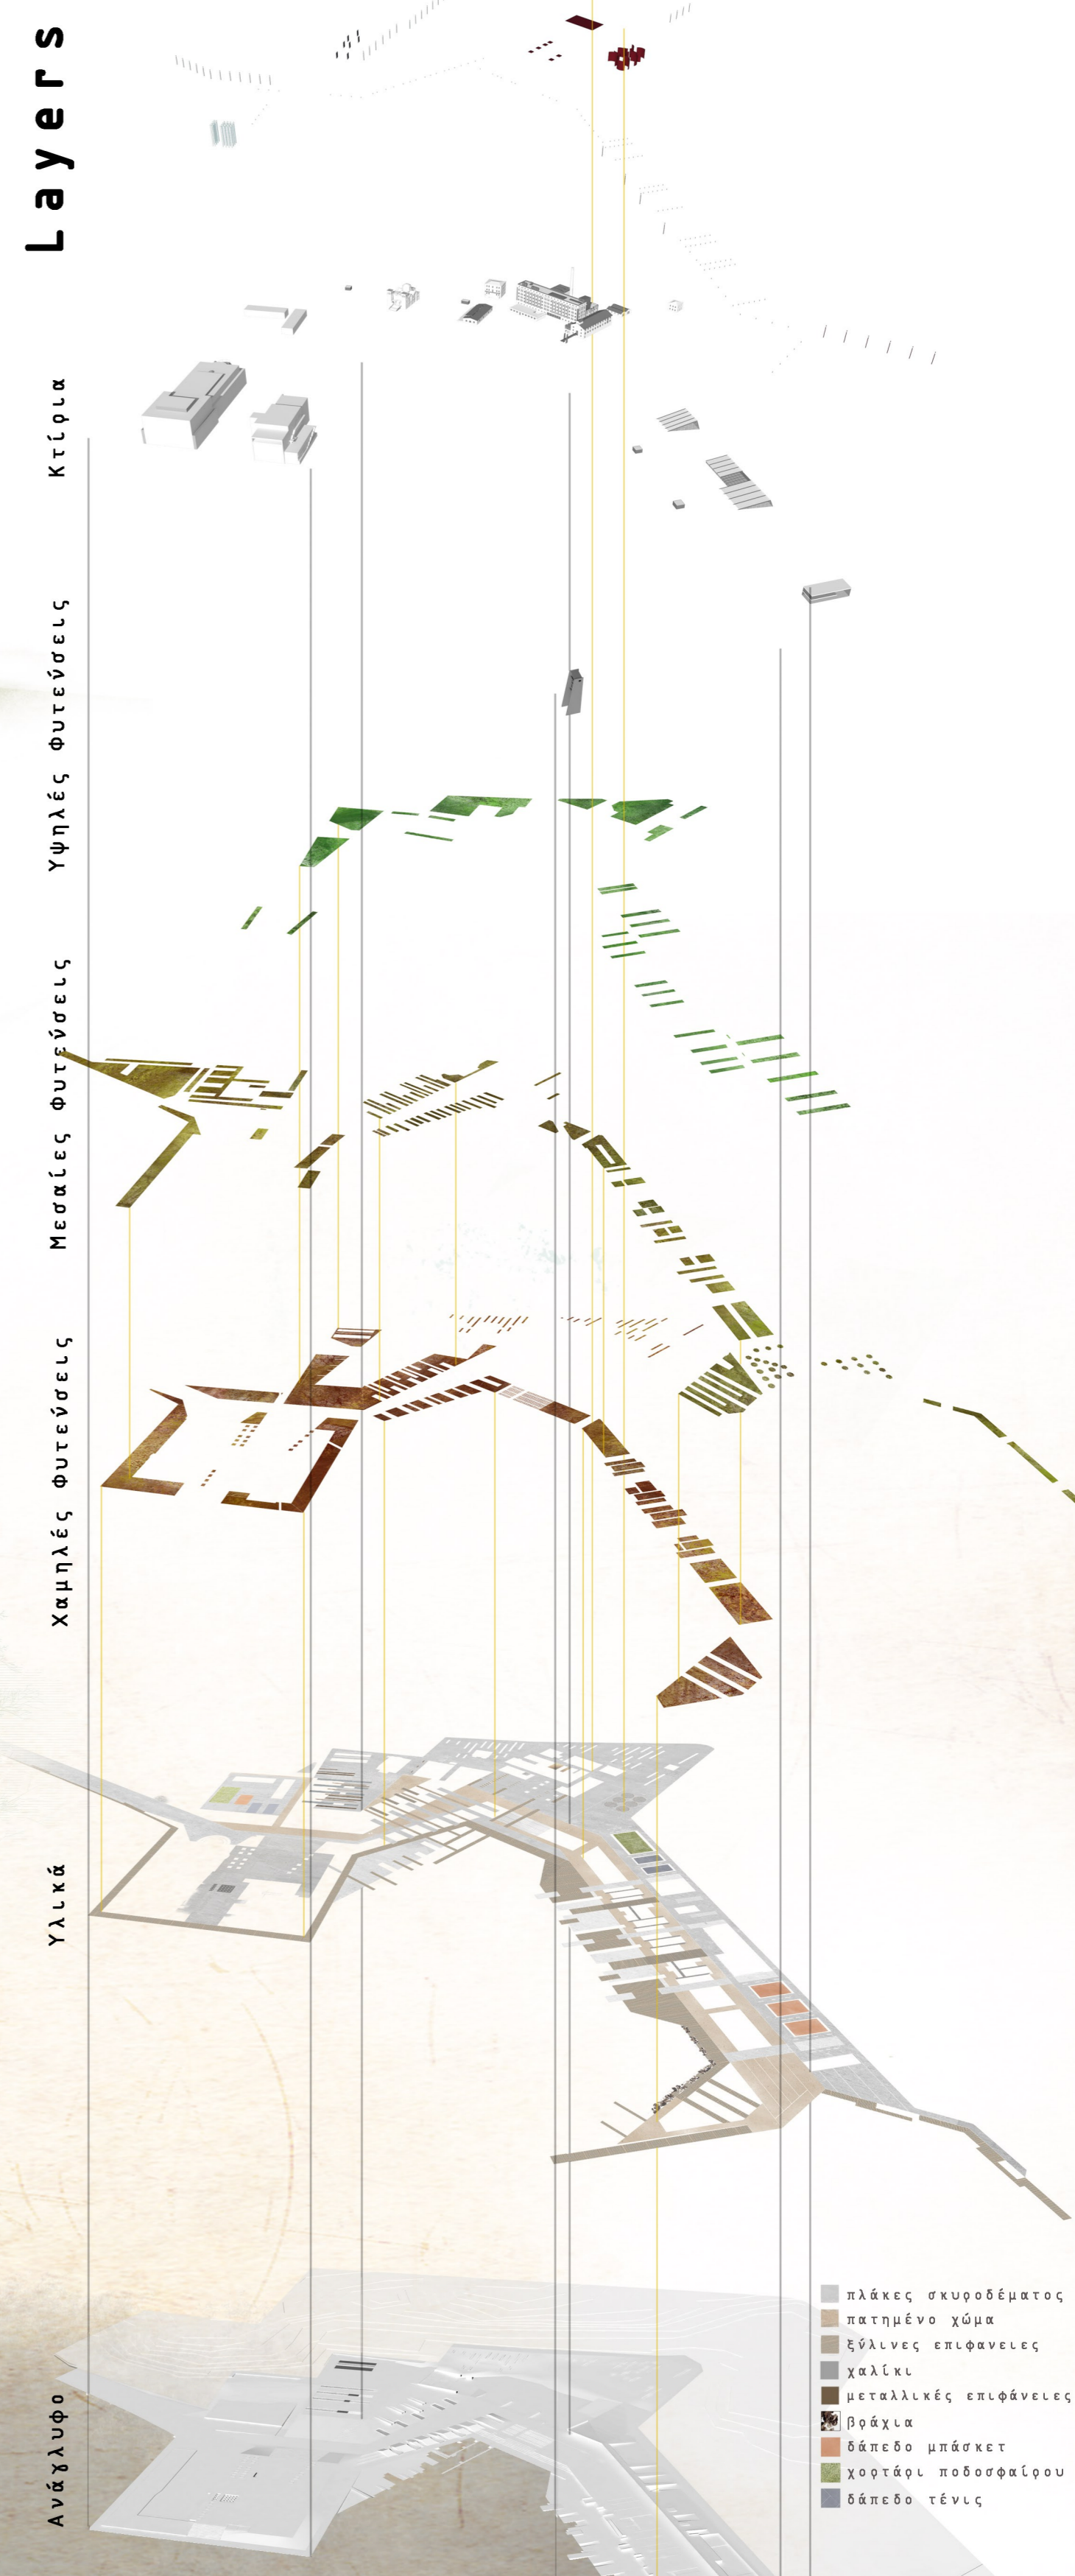 Layers
Κτίρια
Υψηλές Φυτεύσεις
Μεσαίες Φυτεύσεις
Χαμηλές Φυτεύσεις
Υλικά
Ανάγλυφο
πλάκες σκυροδέματος
πατημένο χώμα
ξύλινες επιφανειες
χαλίκι
μεταλλικές επιφάνειες
βράχια
δάπεδο μπάσκετ
χορτάρι ποδοσφαίρου
δάπεδο τένις